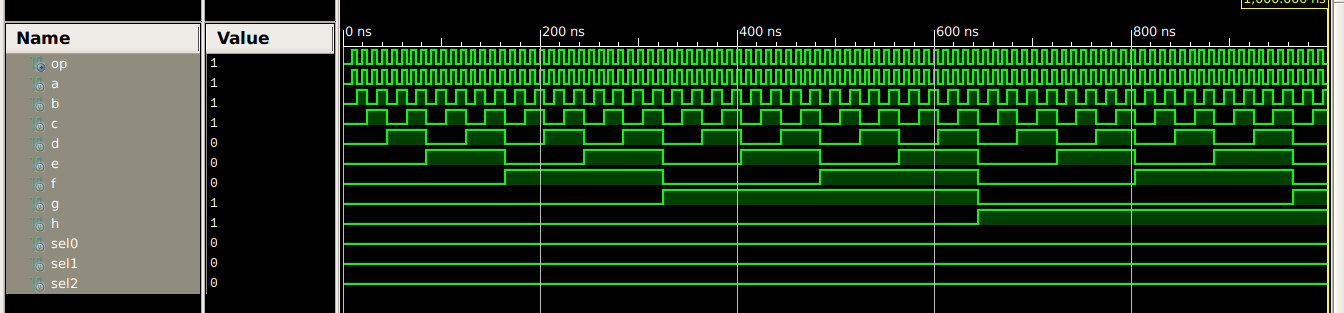 1,000.000 ns
Name Value 0 ns 200 ns 400 ns 600 ns 800 ns
op 1
a 1
b 1
c 1
d 0
e 0
f 0
g 1
h 1
sel0 0
sel1 0
sel2 0